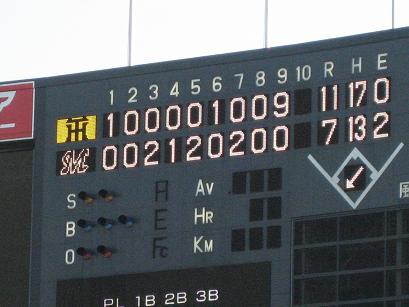 1 2 3 4 5 6 7 8 9 10 R H E
1 0 0 0 0 1 0 0 9 11 17 0
M 0 0 2 1 2 0 2 0 0 7 13 2
S H Av
B E Hr
O Fc Km
PL 1B 2B 3B